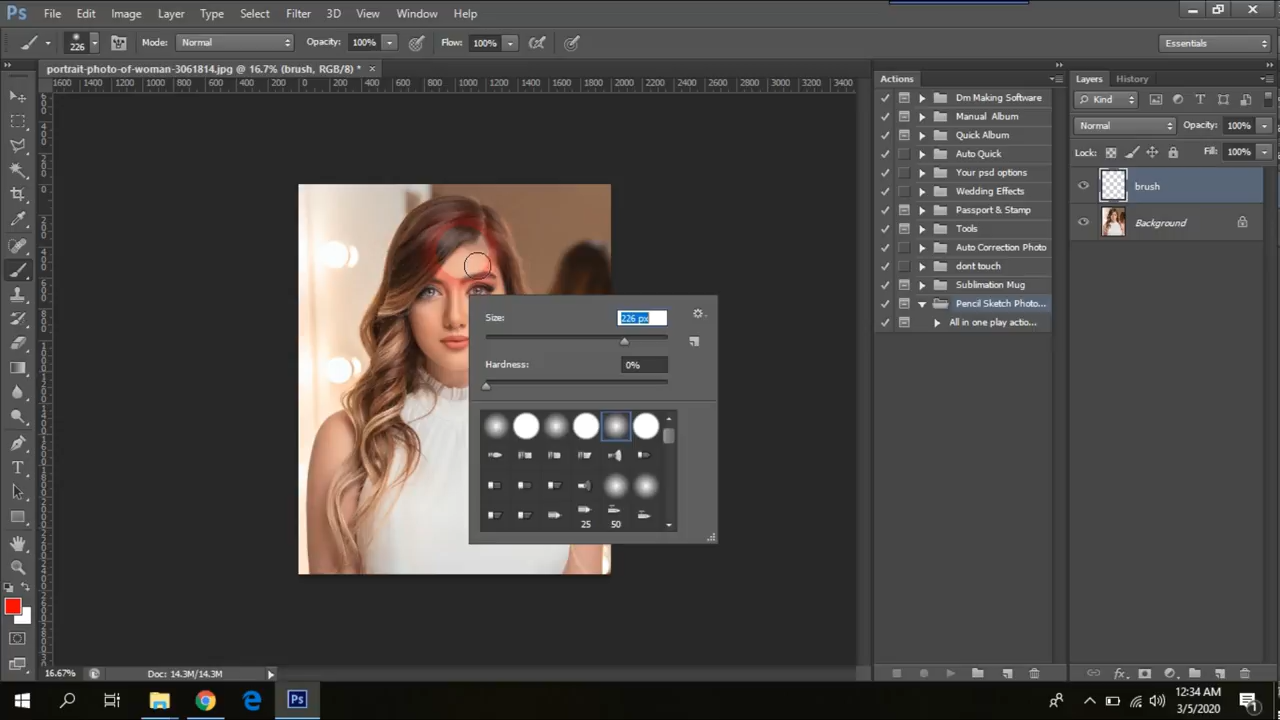 Ps File Edit Image Layer Type Select Filter 3D View Window Help
226 Mode: Normal Opacity: 100% Flow: 100% Essentials
portrait-photo-of-woman-3061814.jpg @ 16.7% (brush, RGB/8) * ×
1600 1400 1200 1000 800 600 400 200 0 200 400 600 800 1000 1200 1400 1600 1800 2000 2200 2400 2600 2800 3000 3200 3400
Actions
Dm Making Software
Manual Album
Quick Album
Auto Quick
Your psd options
Wedding Effects
Passport & Stamp
Tools
Auto Correction Photo
dont touch
Sublimation Mug
Pencil Sketch Photo...
All in one play actio...
Layers History
Kind
Normal Opacity: 100%
Lock: Fill: 100%
brush
Background
Size: 226 px
Hardness: 0%
25 50
16.67% Doc: 14.3M/14.3M
Ps
12:34 AM
3/5/2020
1